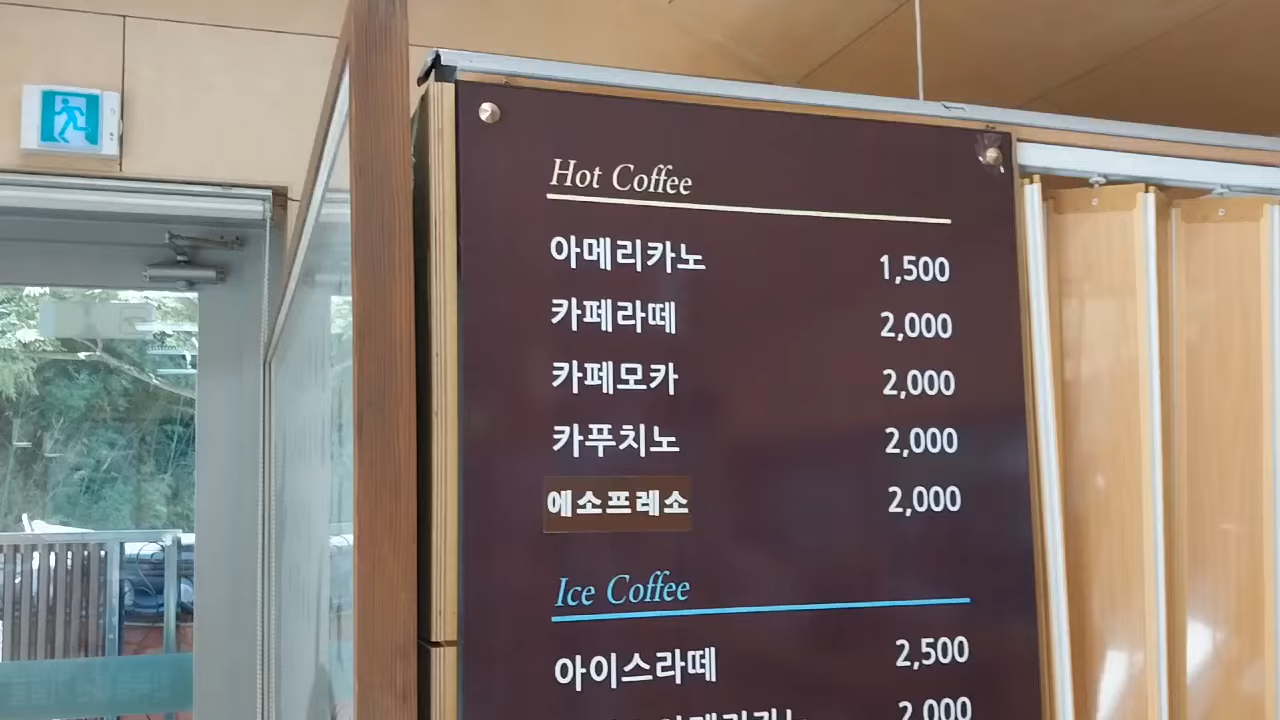 Hot Coffee
아메리카노 1,500
카페라떼 2,000
카페모카 2,000
카푸치노 2,000
에소프레소 2,000
Ice Coffee
아이스라떼 2,500
2,000